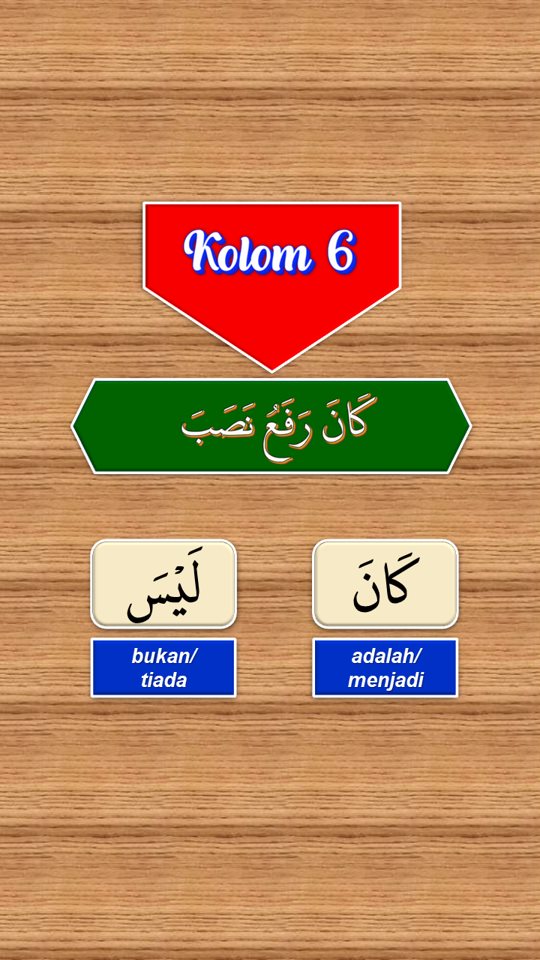 Kolom 6
كَانَ رَفَعُ نَصَبَ
كَانَ
لَيْسَ
adalah/
menjadi
bukan/
tiada